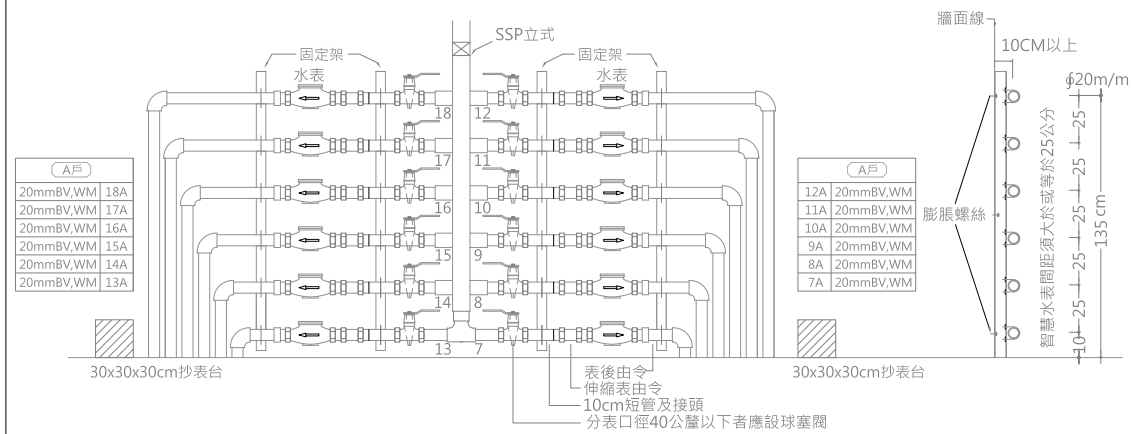 SSP立式
牆面線
10CM以上
固定架
水表
固定架
水表
∮20m/m
18 12
17 11
16 10
15 9
14 8
13 7
A戶
20mmBV,WM 18A
20mmBV,WM 17A
20mmBV,WM 16A
20mmBV,WM 15A
20mmBV,WM 14A
20mmBV,WM 13A
A戶
12A 20mmBV,WM
11A 20mmBV,WM
10A 20mmBV,WM
9A 20mmBV,WM
8A 20mmBV,WM
7A 20mmBV,WM
膨脹螺絲
智慧水表間距須大於或等於25公分
25
25
25
25
25
10
135 cm
30x30x30cm抄表台
30x30x30cm抄表台
表後由令
伸縮表由令
10cm短管及接頭
分表口徑40公釐以下者應設球塞閥